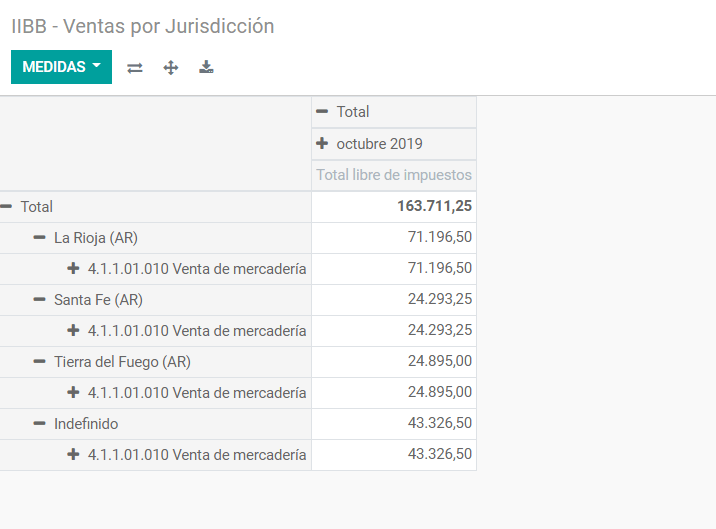 IIBB - Ventas por Jurisdicción
MEDIDAS
Total
octubre 2019
Total libre de impuestos
Total 163.711,25
La Rioja (AR) 71.196,50
4.1.1.01.010 Venta de mercadería 71.196,50
Santa Fe (AR) 24.293,25
4.1.1.01.010 Venta de mercadería 24.293,25
Tierra del Fuego (AR) 24.895,00
4.1.1.01.010 Venta de mercadería 24.895,00
Indefinido 43.326,50
4.1.1.01.010 Venta de mercadería 43.326,50